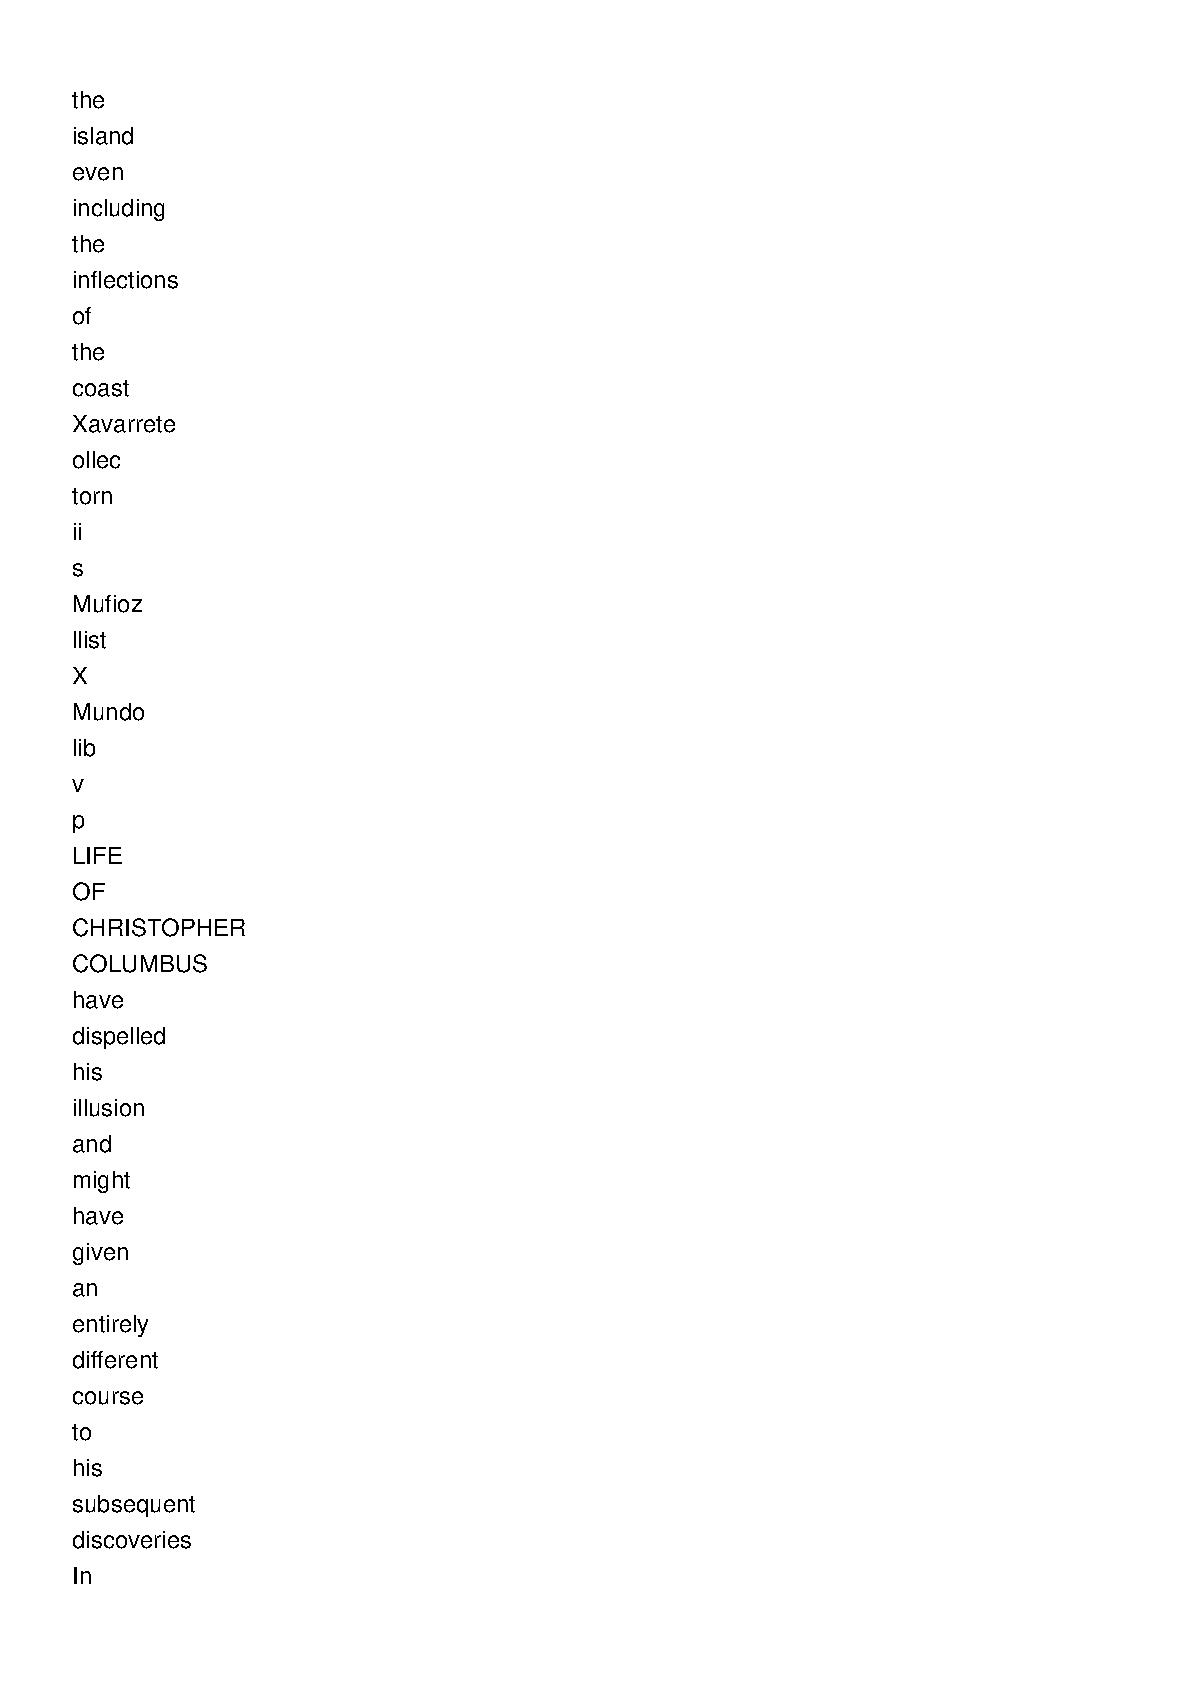 the
island
even
including
the
inflections
of
the
coast
Xavarrete
ollec
torn
ii
s
Mufioz
llist
X
Mundo
lib
v
p
LIFE
OF
CHRISTOPHER
COLUMBUS
have
dispelled
his
illusion
and
might
have
given
an
entirely
different
course
to
his
subsequent
discoveries
In